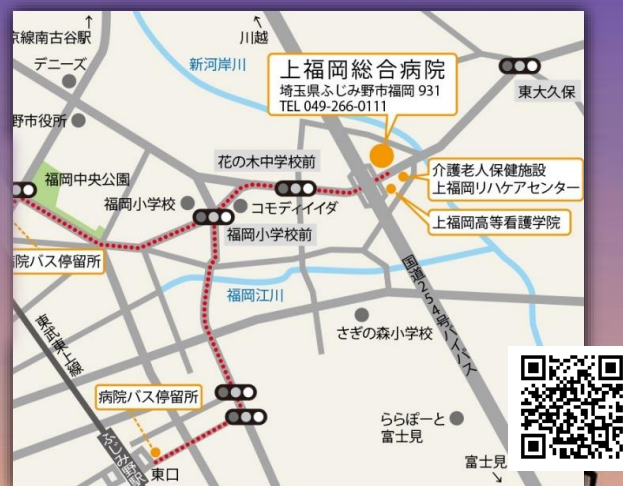 京線南古谷駅
↑
川越
↖
デニーズ
新河岸川
上福岡総合病院
埼玉県ふじみ野市福岡 931
TEL 049-266-0111
東大久保
野市役所
花の木中学校前
介護老人保健施設
上福岡リハケアセンター
福岡中央公園
福岡小学校
コモディイイダ
上福岡高等看護学院
福岡小学校前
院バス停留所
福岡江川
国道254号バイパス
東武東上線
さぎの森小学校
病院バス停留所
ららぽーと
富士見
ふじみ野駅
東口
富士見
↘